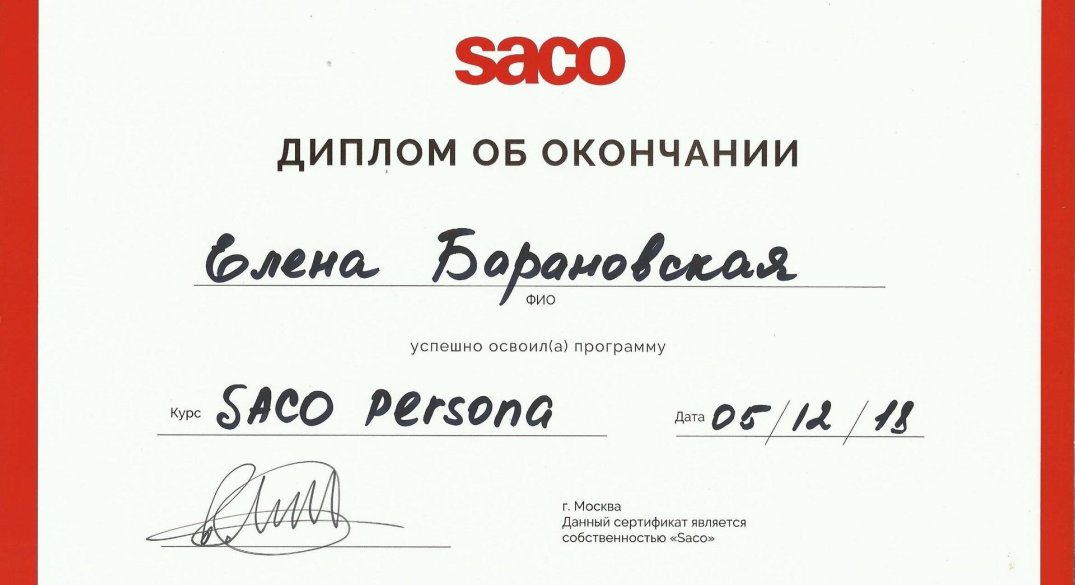 saco
ДИПЛОМ ОБ ОКОНЧАНИИ
Елена Барановская
ФИО
успешно освоил(а) программу
Курс SACO persona Дата 05/12/18
г. Москва
Данный сертификат является
собственностью «Saco»